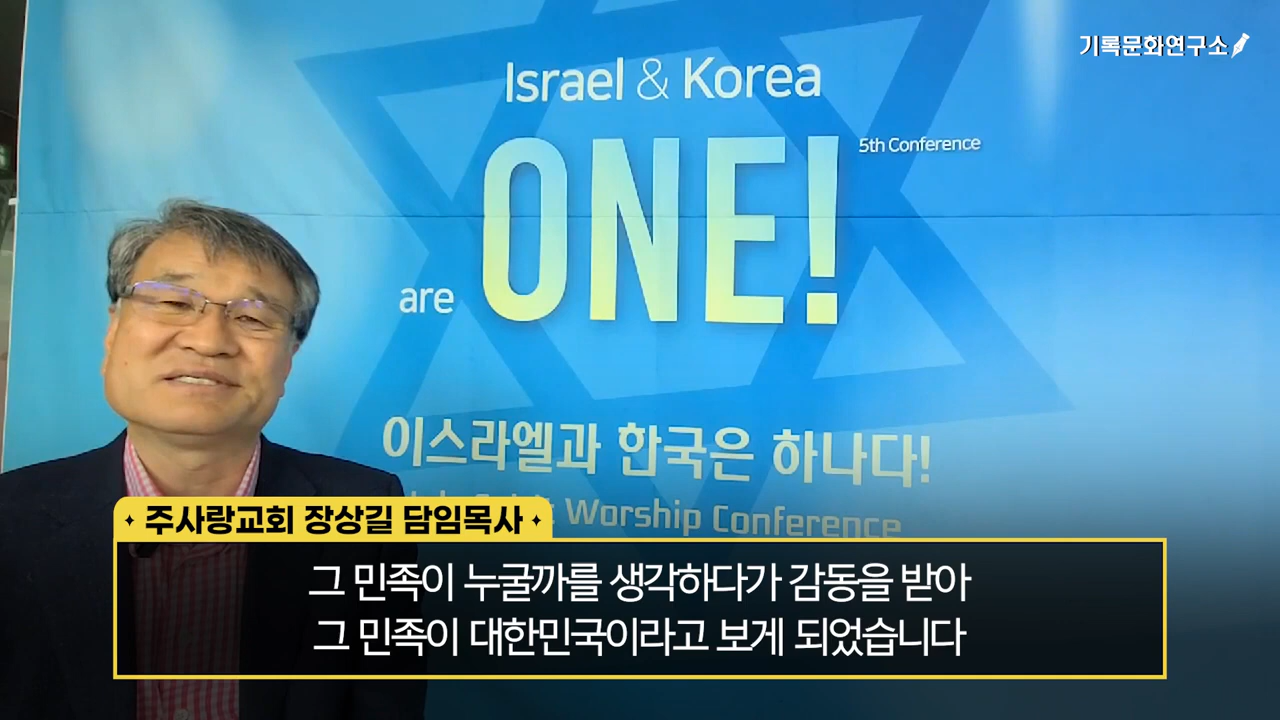 기록문화연구소
Israel & Korea
are ONE!
5th Conference
이스라엘과 한국은 하나다!
Worship Conference
주사랑교회 장상길 담임목사
그 민족이 누굴까를 생각하다가 감동을 받아
그 민족이 대한민국이라고 보게 되었습니다